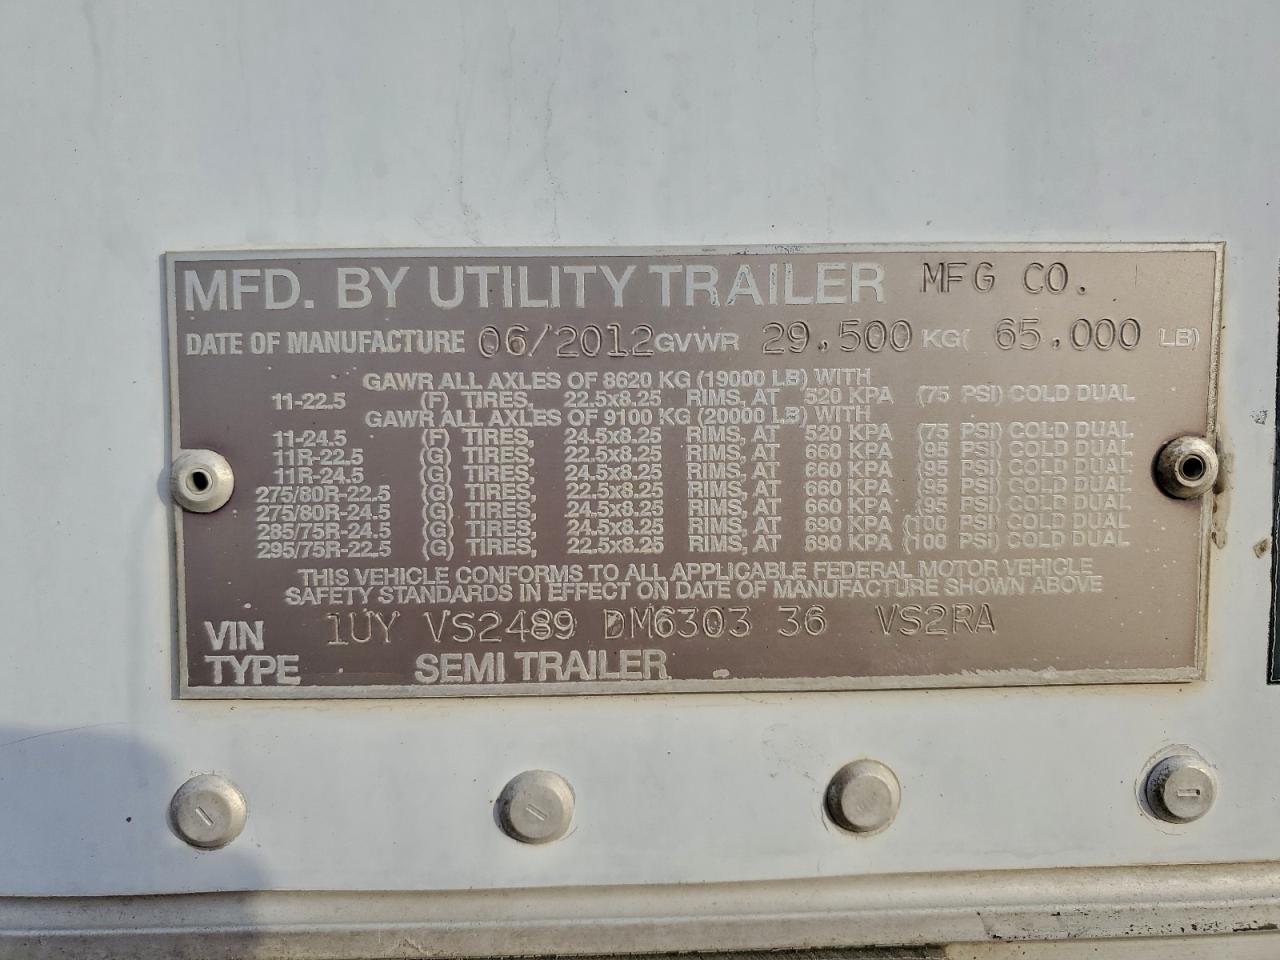 MFD. BY UTILITY TRAILER MFG CO.
DATE OF MANUFACTURE 06/2012 GVWR 29,500 KG( 65,000 LB)
GAWR ALL AXLES OF 8620 KG (19000 LB) WITH
11-22.5 (F) TIRES, 22.5x8.25 RIMS, AT 520 KPA (75 PSI) COLD DUAL
GAWR ALL AXLES OF 9100 KG (20000 LB) WITH
11-24.5 (F) TIRES, 24.5x8.25 RIMS, AT 520 KPA (75 PSI) COLD DUAL
11R-22.5 (G) TIRES, 22.5x8.25 RIMS, AT 660 KPA (95 PSI) COLD DUAL
11R-24.5 (G) TIRES, 24.5x8.25 RIMS, AT 660 KPA (95 PSI) COLD DUAL
275/80R-22.5 (G) TIRES, 22.5x8.25 RIMS, AT 660 KPA (95 PSI) COLD DUAL
275/80R-24.5 (G) TIRES, 24.5x8.25 RIMS, AT 660 KPA (95 PSI) COLD DUAL
285/75R-24.5 (G) TIRES, 24.5x8.25 RIMS, AT 690 KPA (100 PSI) COLD DUAL
295/75R-22.5 (G) TIRES, 22.5x8.25 RIMS, AT 690 KPA (100 PSI) COLD DUAL
THIS VEHICLE CONFORMS TO ALL APPLICABLE FEDERAL MOTOR VEHICLE
SAFETY STANDARDS IN EFFECT ON DATE OF MANUFACTURE SHOWN ABOVE
VIN 1UY VS2489 DM6303 36 VS2RA
TYPE SEMI TRAILER